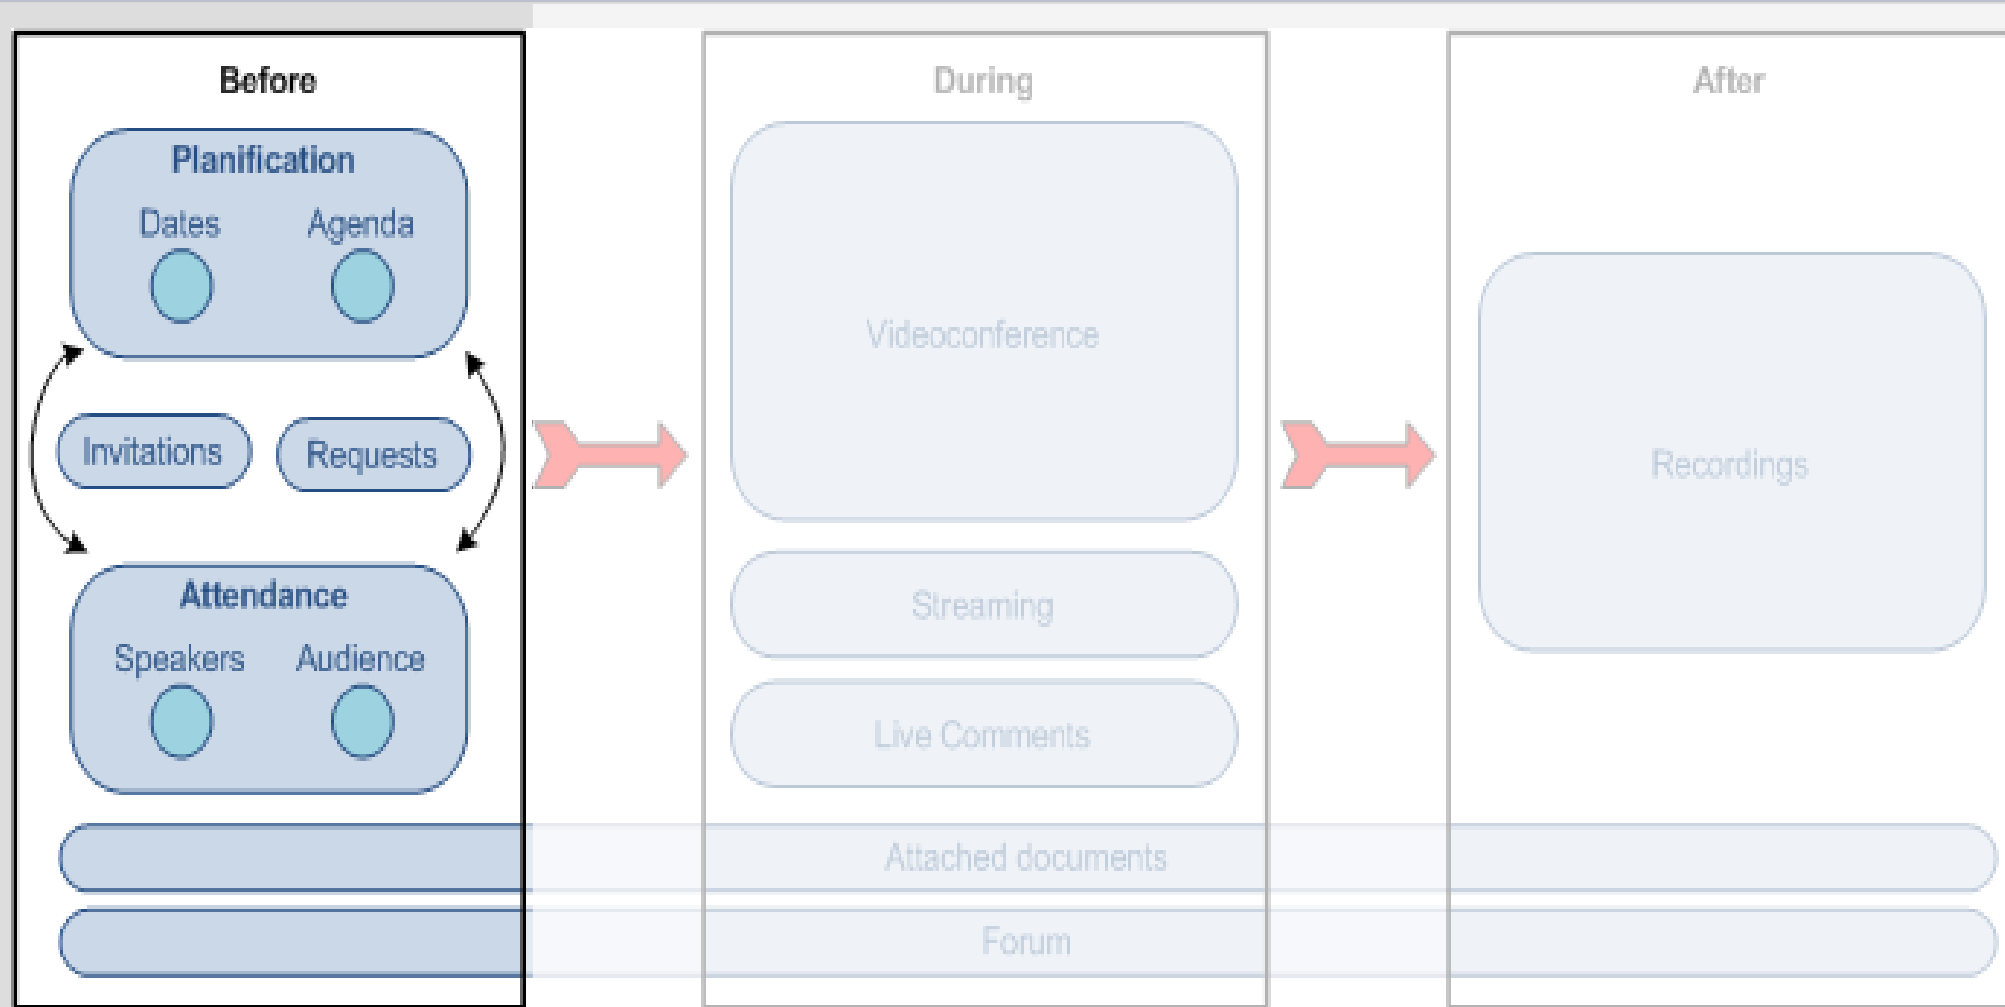 Before
Planification
Dates
Agenda
Invitations
Requests
Attendance
Speakers
Audience
During
Videoconference
Streaming
Live Comments
After
Recordings
Attached documents
Forum